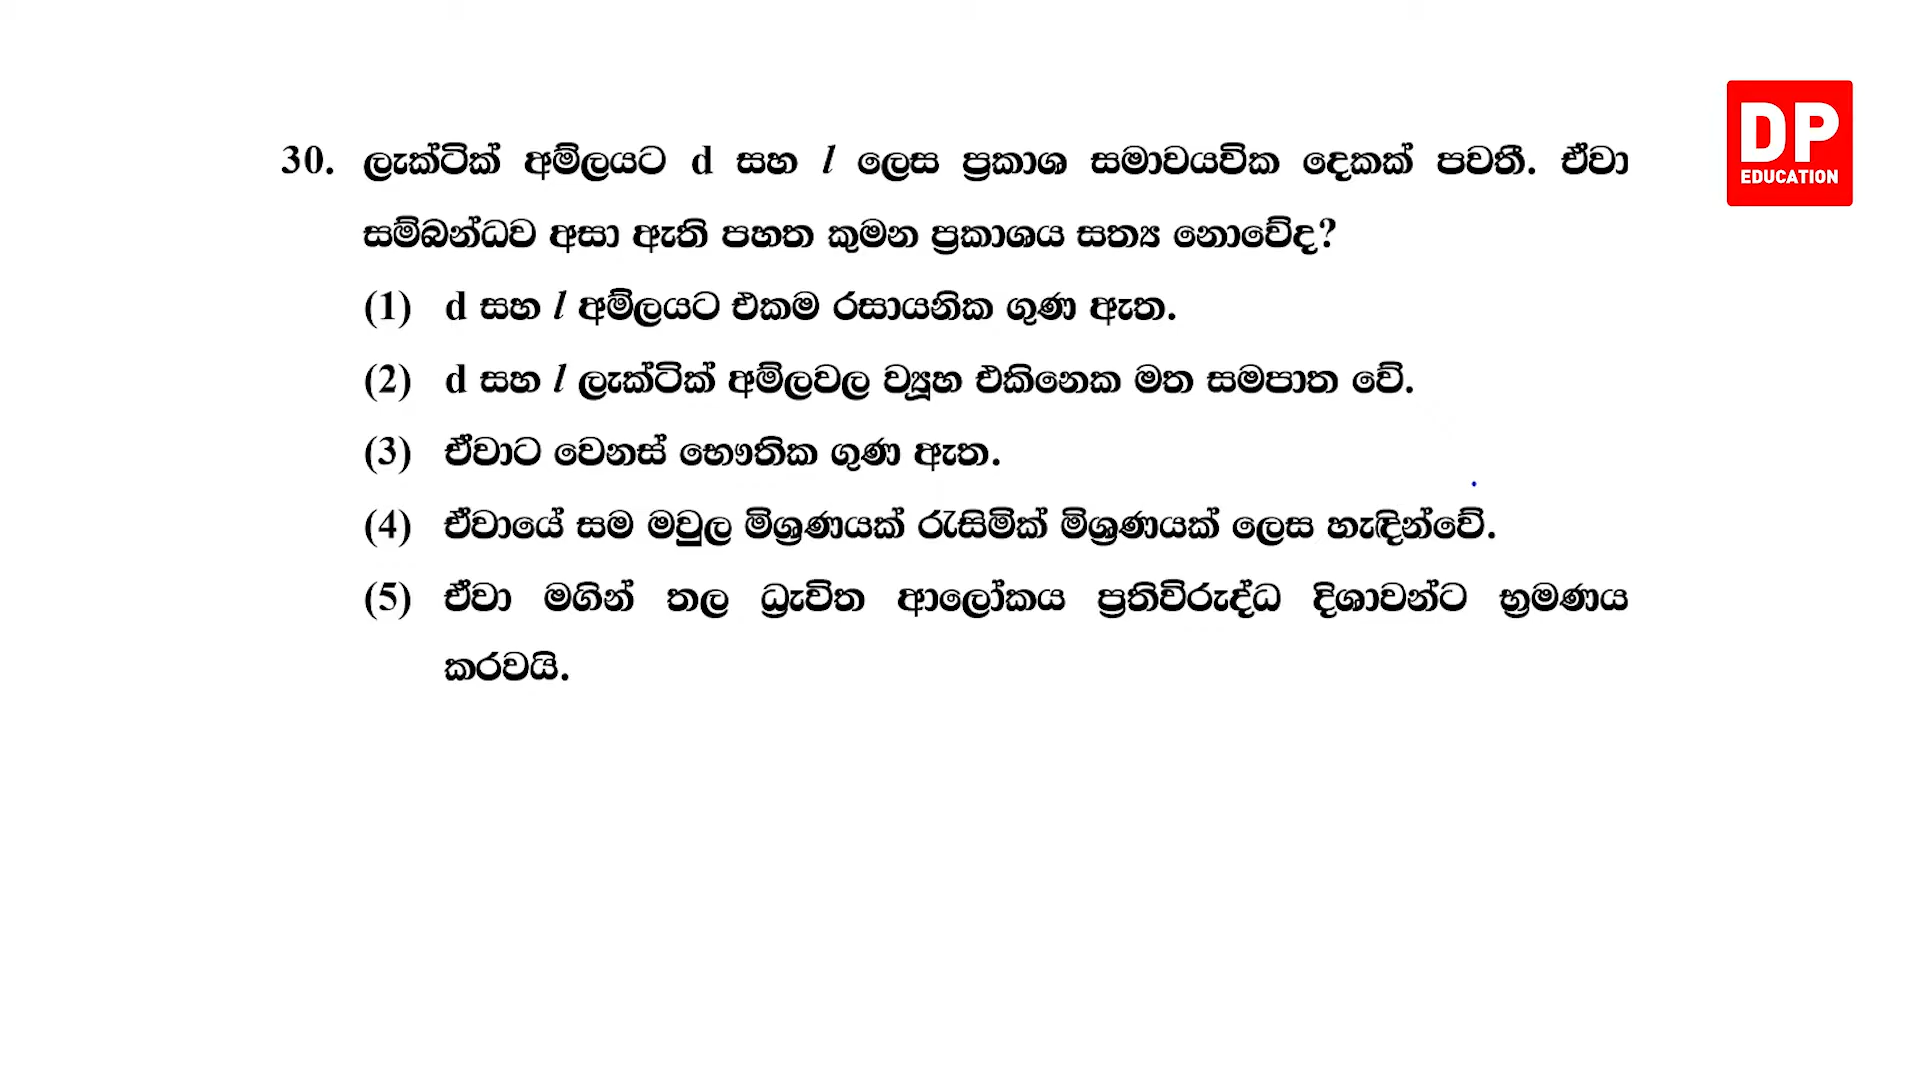 DP
EDUCATION
30. ලැක්ටික් අම්ලයට d සහ l ලෙස ප්‍රකාශ සමාවයවික දෙකක් පවතී. ඒවා
සම්බන්ධව අසා ඇති පහත කුමන ප්‍රකාශය සත්‍ය නොවේද?
(1) d සහ l අම්ලයට එකම රසායනික ගුණ ඇත.
(2) d සහ l ලැක්ටික් අම්ලවල ව්‍යූහ එකිනෙක මත සමපාත වේ.
(3) ඒවාට වෙනස් භෞතික ගුණ ඇත.
(4) ඒවායේ සම මවුල මිශ්‍රණයක් රැසිමික් මිශ්‍රණයක් ලෙස හැඳින්වේ.
(5) ඒවා මගින් තල ධ්‍රැවිත ආලෝකය ප්‍රතිවිරුද්ධ දිශාවන්ට භ්‍රමණය
කරවයි.